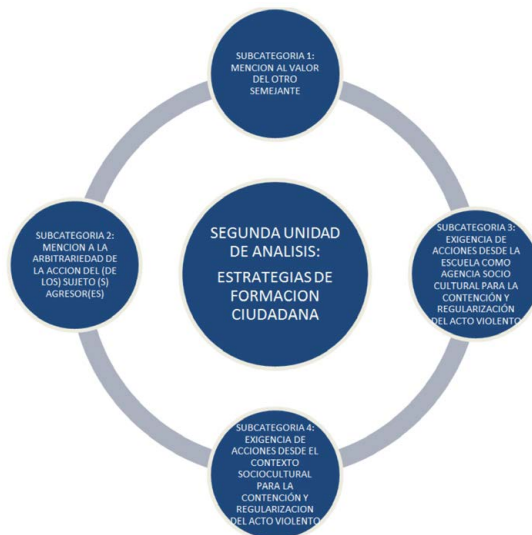 SUBCATEGORIA 1:
MENCION AL VALOR
DEL OTRO
SEMEJANTE
SUBCATEGORIA 2:
MENCION A LA
ARBITRARIEDAD DE
LA ACCION DEL (DE
LOS) SUJETO (S)
AGRESOR(ES)
SEGUNDA UNIDAD
DE ANALISIS:
ESTRATEGIAS DE
FORMACION
CIUDADANA
SUBCATEGORIA 3:
EXIGENCIA DE
ACCIONES DESDE LA
ESCUELA COMO
AGENCIA SOCIO
CULTURAL PARA LA
CONTENCIÓN Y
REGULARIZACIÓN
DEL ACTO VIOLENTO
SUBCATEGORIA 4:
EXIGENCIA DE
ACCIONES DESDE EL
CONTEXTO
SOCIOCULTURAL
PARA LA
CONTENCIÓN Y
REGULARIZACION
DEL ACTO VIOLENTO